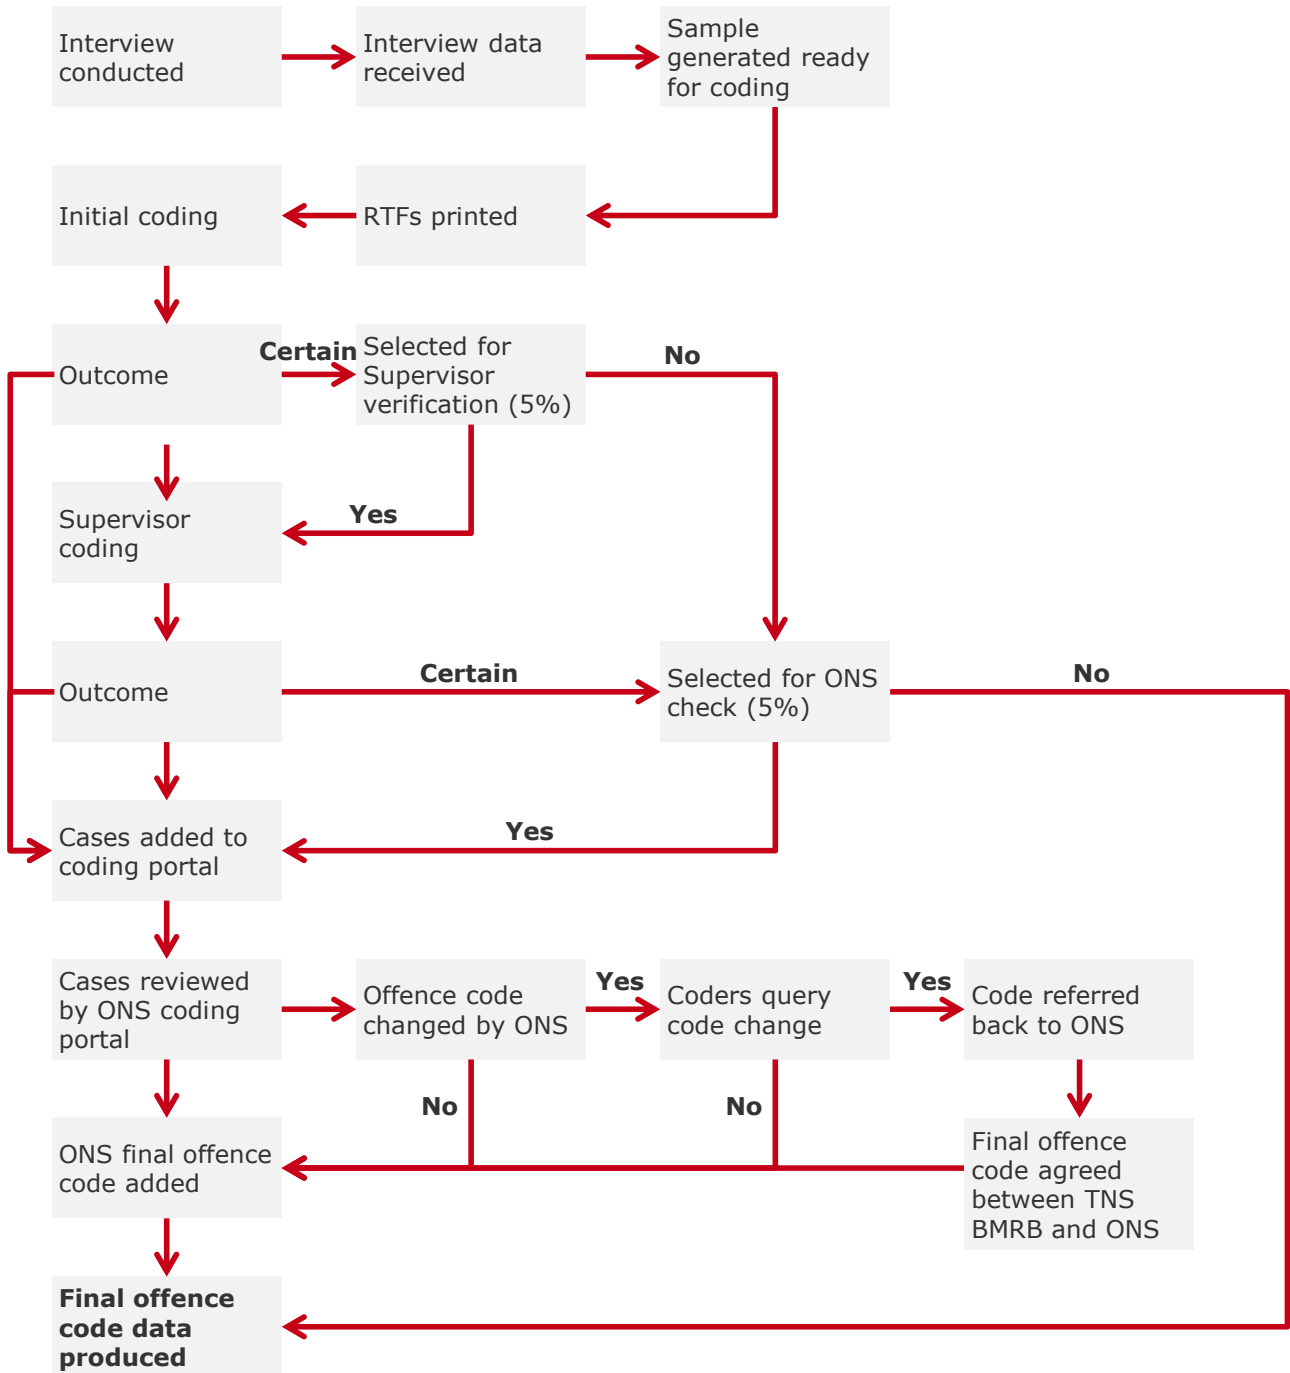 Interview
conducted
Interview data
received
Sample
generated ready
for coding
Initial coding
RTFs printed
Outcome
Certain
Selected for
Supervisor
verification (5%)
No
Supervisor
coding
Yes
Outcome
Certain
Selected for ONS
check (5%)
No
Cases added to
coding portal
Yes
Cases reviewed
by ONS coding
portal
Offence code
changed by ONS
Yes
Coders query
code change
Yes
Code referred
back to ONS
No
No
ONS final offence
code added
Final offence
code agreed
between TNS
BMRB and ONS
Final offence
code data
produced